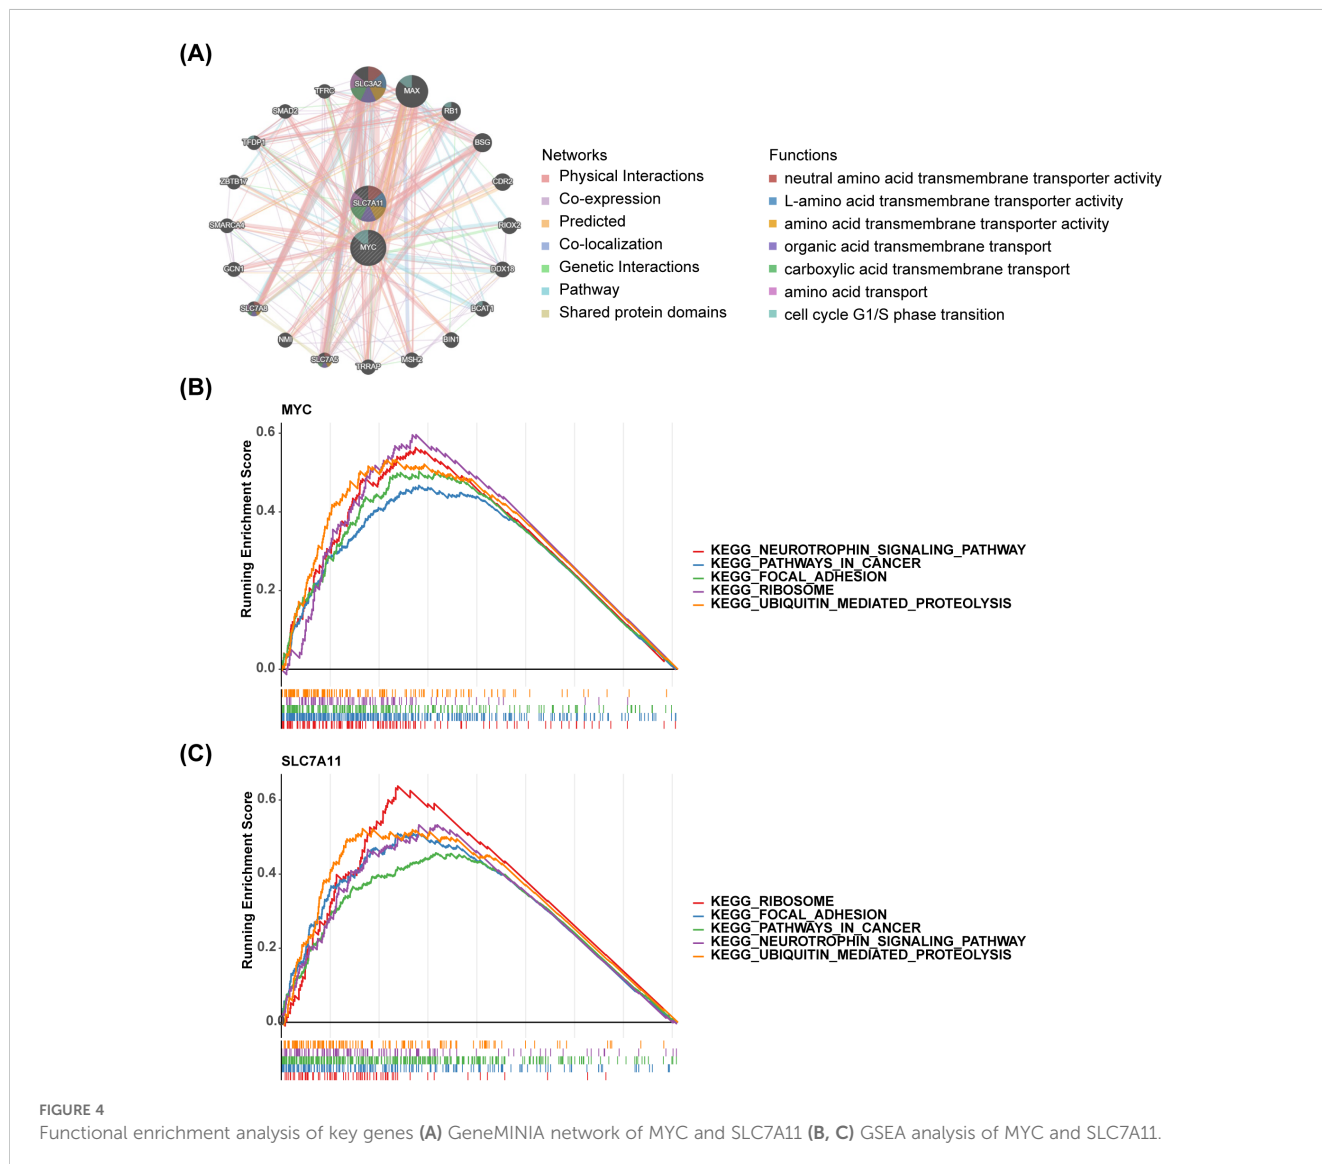 (A)
SLC3A2
MAX
TFRC
RB1
SMAD2
BSG
TFDP1
ZBTB17
CDR2
SLC7A11
SMARCA4
RIOX2
MYC
GCN1
DDX18
SLC7A8
BCAT1
NMI
BIN1
SLC7A5
TRRAP
MSH2
Networks
Physical Interactions
Co-expression
Predicted
Co-localization
Genetic Interactions
Pathway
Shared protein domains
Functions
neutral amino acid transmembrane transporter activity
L-amino acid transmembrane transporter activity
amino acid transmembrane transporter activity
organic acid transmembrane transport
carboxylic acid transmembrane transport
amino acid transport
cell cycle G1/S phase transition
(B)
MYC
Running Enrichment Score
0.6
0.4
0.2
0.0
KEGG_NEUROTROPHIN_SIGNALING_PATHWAY
KEGG_PATHWAYS_IN_CANCER
KEGG_FOCAL_ADHESION
KEGG_RIBOSOME
KEGG_UBIQUITIN_MEDIATED_PROTEOLYSIS
(C)
SLC7A11
Running Enrichment Score
0.6
0.4
0.2
0.0
KEGG_RIBOSOME
KEGG_FOCAL_ADHESION
KEGG_PATHWAYS_IN_CANCER
KEGG_NEUROTROPHIN_SIGNALING_PATHWAY
KEGG_UBIQUITIN_MEDIATED_PROTEOLYSIS
FIGURE 4
Functional enrichment analysis of key genes (A) GeneMINIA network of MYC and SLC7A11 (B, C) GSEA analysis of MYC and SLC7A11.